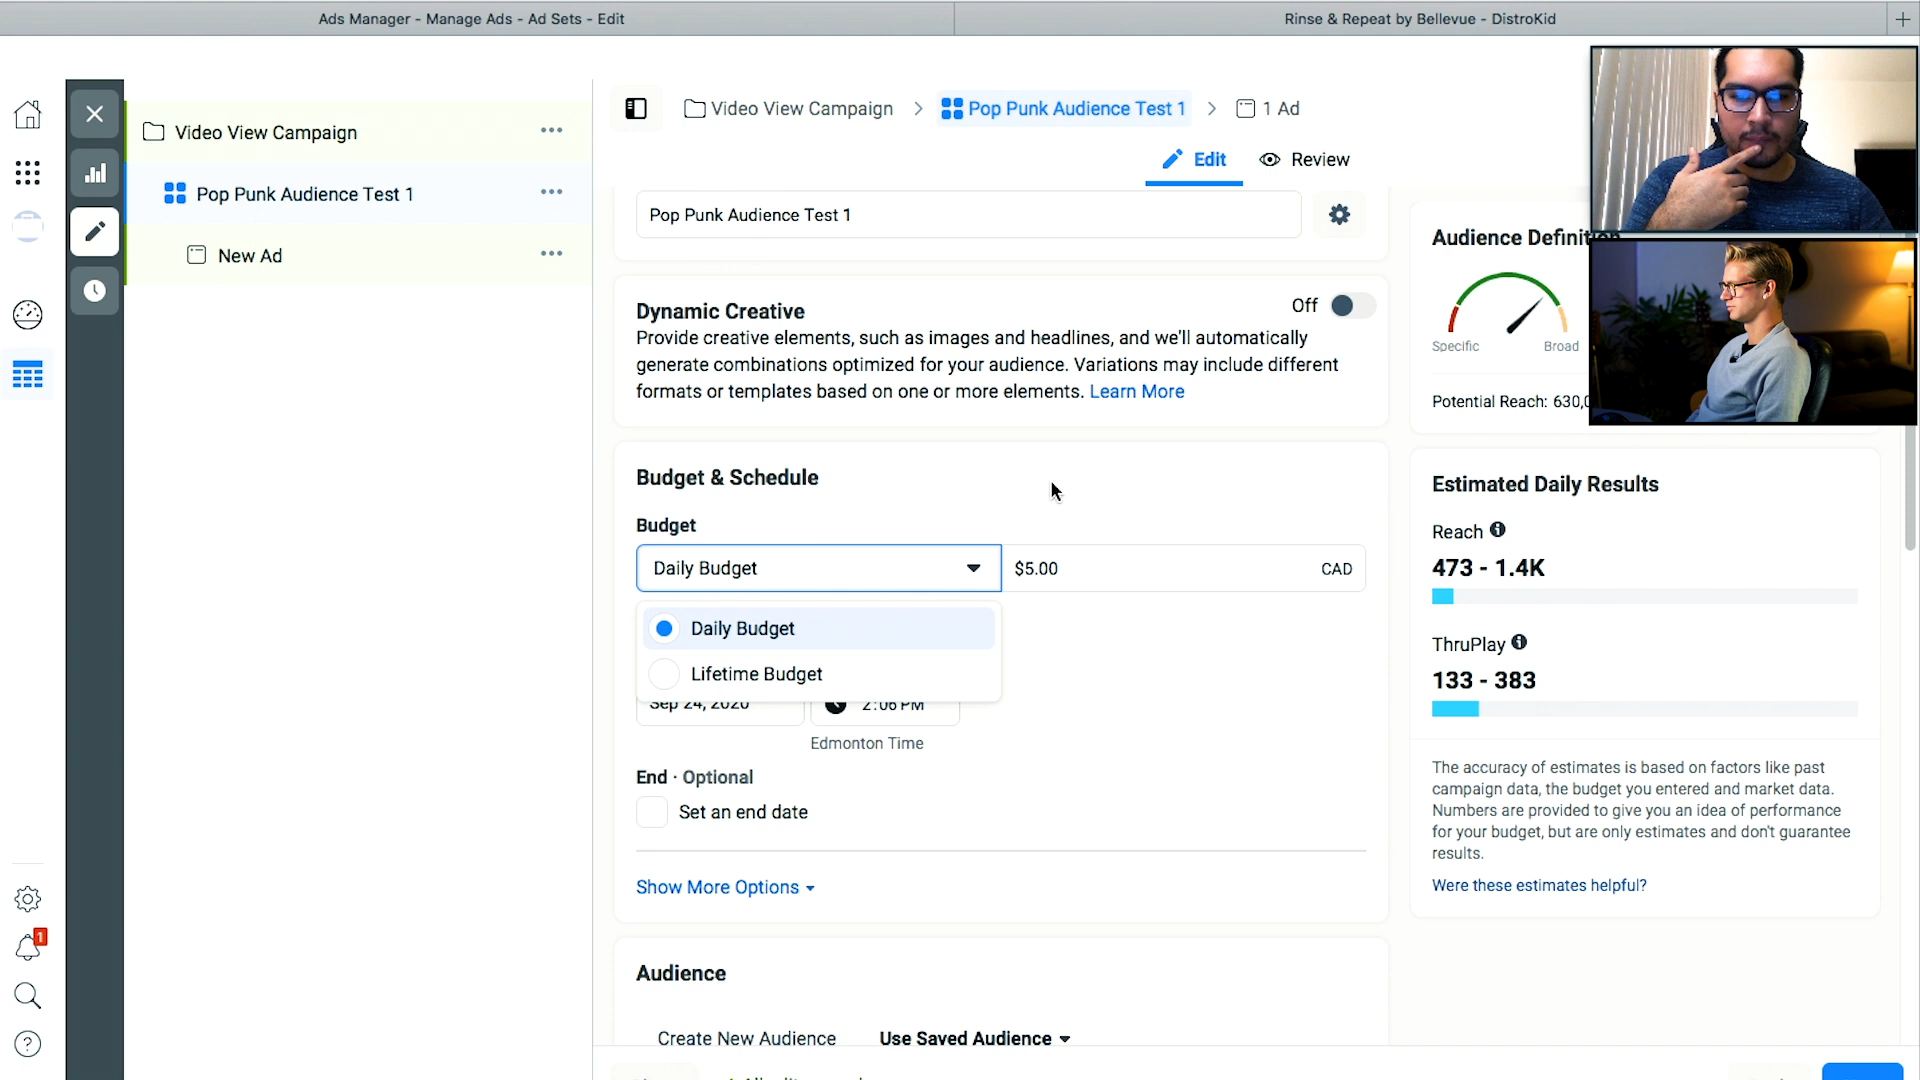 Ads Manager - Manage Ads - Ad Sets - Edit
Rinse & Repeat by Bellevue - DistroKid
Video View Campaign
Pop Punk Audience Test 1
New Ad
Video View Campaign
Pop Punk Audience Test 1
1 Ad
Edit
Review
Pop Punk Audience Test 1
Dynamic Creative
Off
Provide creative elements, such as images and headlines, and we'll automatically
generate combinations optimized for your audience. Variations may include different
formats or templates based on one or more elements. Learn More
Budget & Schedule
Budget
Daily Budget
$5.00
CAD
Daily Budget
Lifetime Budget
Sep 24, 2020
2:06 PM
Edmonton Time
End · Optional
Set an end date
Show More Options
Audience
Create New Audience
Use Saved Audience
Audience Definition
Specific
Broad
Potential Reach: 630,0
Estimated Daily Results
Reach
473 - 1.4K
ThruPlay
133 - 383
The accuracy of estimates is based on factors like past
campaign data, the budget you entered and market data.
Numbers are provided to give you an idea of performance
for your budget, but are only estimates and don't guarantee
results.
Were these estimates helpful?
1